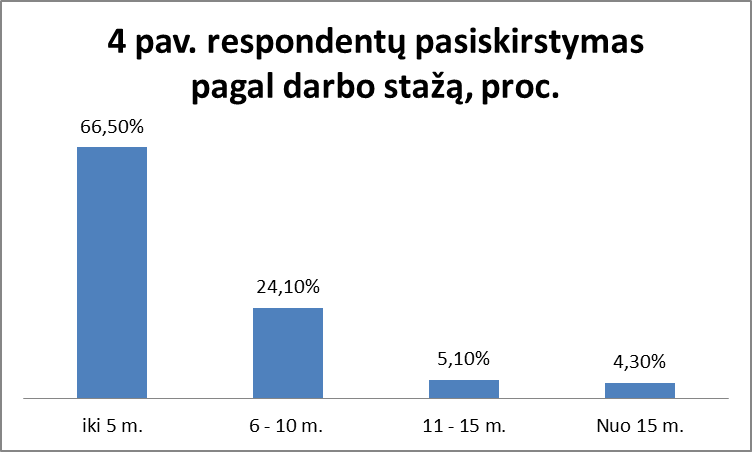 4 pav. respondentų pasiskirstymas
pagal darbo stažą, proc.
66,50%
24,10%
5,10%
4,30%
iki 5 m.
6 - 10 m.
11 - 15 m.
Nuo 15 m.